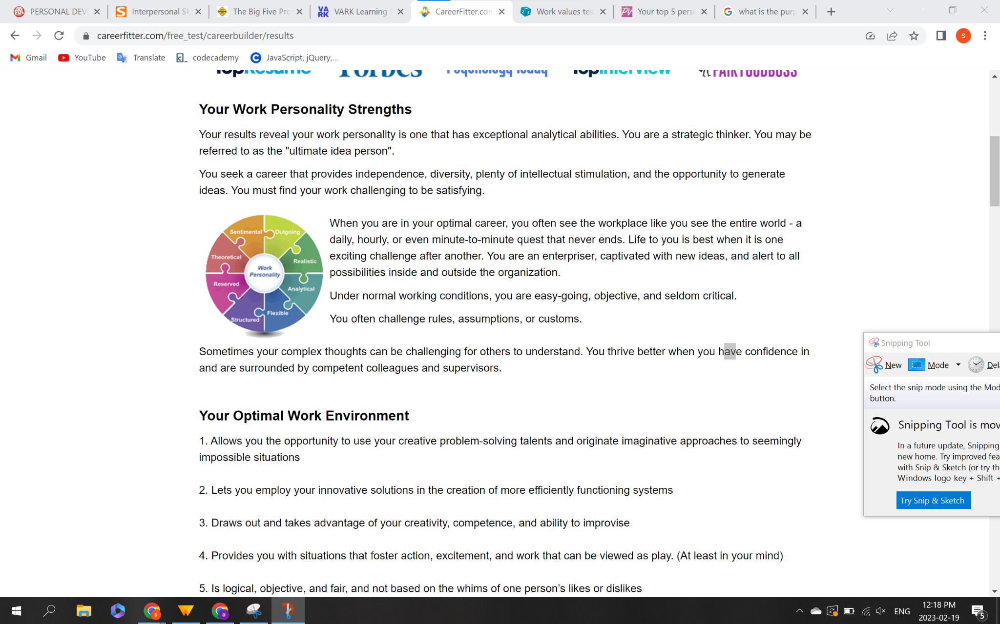 PERSONAL DEV
Interpersonal Sk
The Big Five Pro
VARK Learning S
CareerFitter.com
Work values tes
Your top 5 perso
what is the purp
careerfitter.com/free_test/careerbuilder/results
S
Gmail
YouTube
Translate
codecademy
JavaScript, jQuery,...
TopResume Forbes Psychology Today TopInterview FAIRYGODBOSS
Your Work Personality Strengths
Your results reveal your work personality is one that has exceptional analytical abilities. You are a strategic thinker. You may be
referred to as the "ultimate idea person".
You seek a career that provides independence, diversity, plenty of intellectual stimulation, and the opportunity to generate
ideas. You must find your work challenging to be satisfying.
Sentimental
Outgoing
Theoretical
Realistic
Work
Personality
Reserved
Analytical
Flexible
Structured
When you are in your optimal career, you often see the workplace like you see the entire world - a
daily, hourly, or even minute-to-minute quest that never ends. Life to you is best when it is one
exciting challenge after another. You are an enterpriser, captivated with new ideas, and alert to all
possibilities inside and outside the organization.
Under normal working conditions, you are easy-going, objective, and seldom critical.
You often challenge rules, assumptions, or customs.
Sometimes your complex thoughts can be challenging for others to understand. You thrive better when you have confidence in
and are surrounded by competent colleagues and supervisors.
Your Optimal Work Environment
1. Allows you the opportunity to use your creative problem-solving talents and originate imaginative approaches to seemingly
impossible situations
2. Lets you employ your innovative solutions in the creation of more efficiently functioning systems
3. Draws out and takes advantage of your creativity, competence, and ability to improvise
4. Provides you with situations that foster action, excitement, and work that can be viewed as play. (At least in your mind)
5. Is logical, objective, and fair, and not based on the whims of one person's likes or dislikes
Snipping Tool
New Mode Del
Select the snip mode using the Mod
button.
Snipping Tool is mov
In a future update, Snipping
new home. Try improved fea
with Snip & Sketch (or try th
Windows logo key + Shift +
Try Snip & Sketch
ENG
12:18 PM
2023-02-19
5